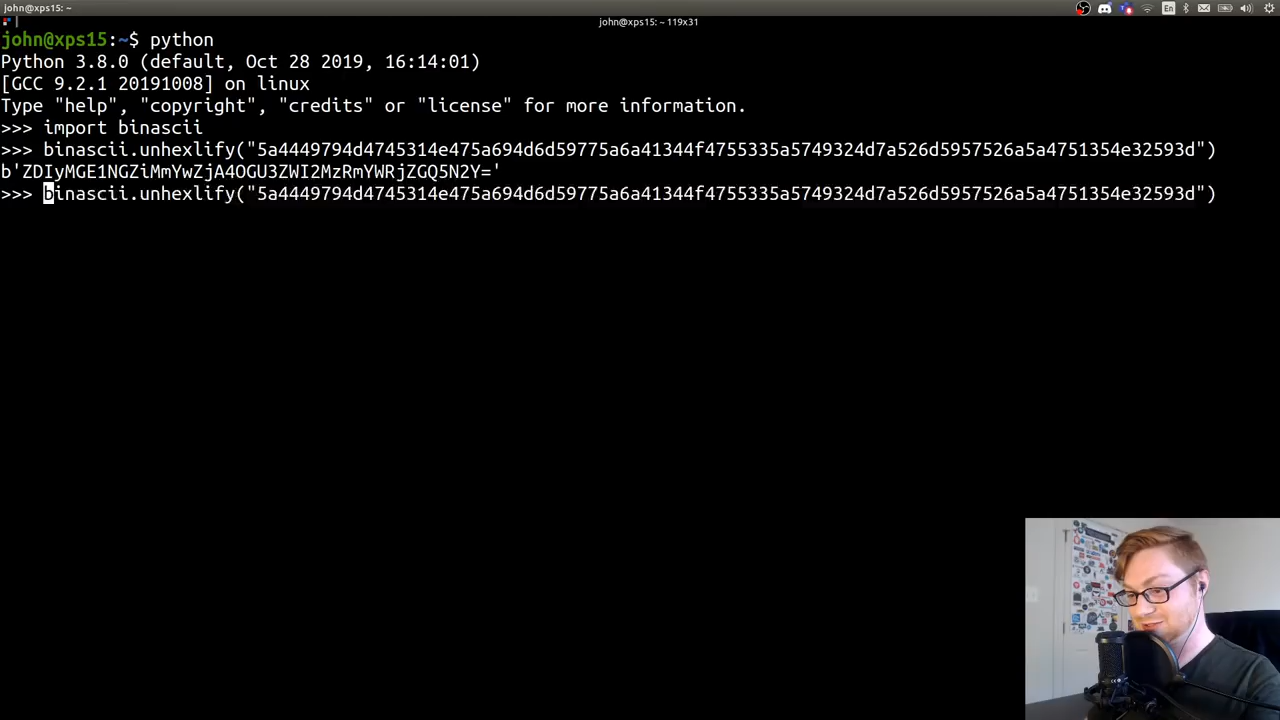 john@xps15: ~
En
john@xps15: ~ 119x31
john@xps15:~$ python
Python 3.8.0 (default, Oct 28 2019, 16:14:01)
[GCC 9.2.1 20191008] on linux
Type "help", "copyright", "credits" or "license" for more information.
>>> import binascii
>>> binascii.unhexlify("5a4449794d4745314e475a694d6d59775a6a41344f4755335a5749324d7a526d5957526a5a4751354e32593d")
b'ZDIyMGE1NGZiMmYwZjA4OGU3ZWI2MzRmYWRjZGQ5N2Y='
>>> binascii.unhexlify("5a4449794d4745314e475a694d6d59775a6a41344f4755335a5749324d7a526d5957526a5a4751354e32593d")